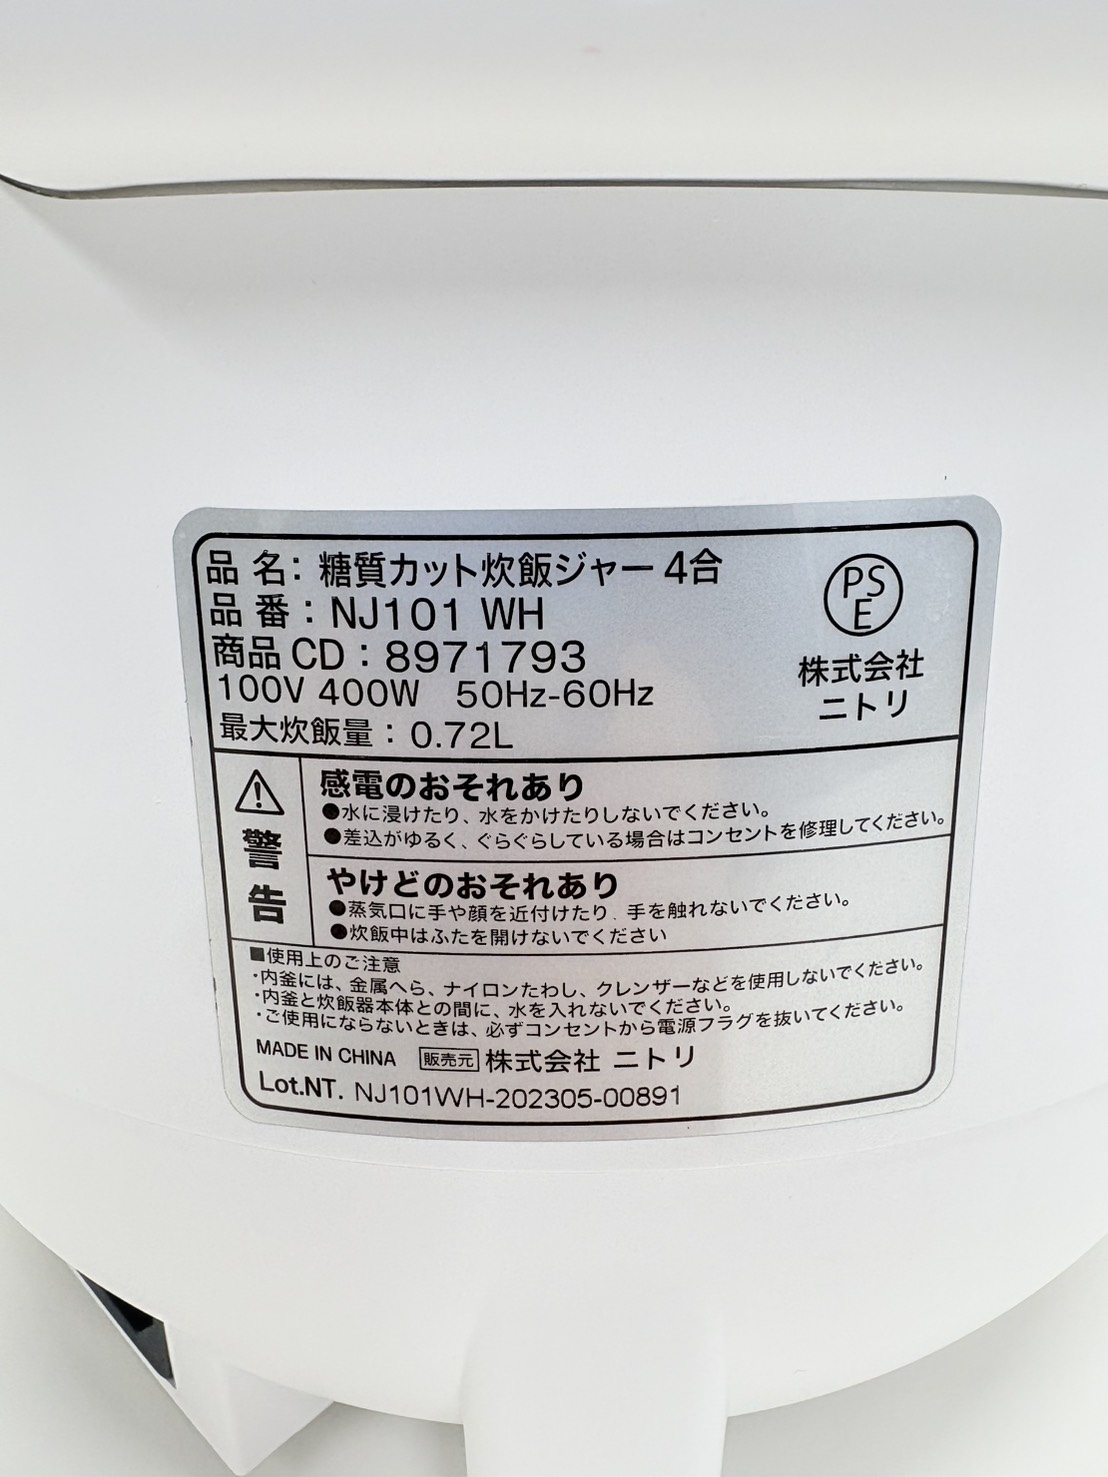 品 名：糖質カット炊飯ジャー 4合
品 番：NJ101 WH
商品 CD：8971793
100V 400W 50Hz-60Hz
最大炊飯量：0.72L
PS
E
株式会社
ニトリ
警告
感電のおそれあり
●水に浸けたり、水をかけたりしないでください。
●差込がゆるく、ぐらぐらしている場合はコンセントを修理してください。
やけどのおそれあり
●蒸気口に手や顔を近付けたり、手を触れないでください。
●炊飯中はふたを開けないでください
■使用上のご注意
・内釜には、金属へら、ナイロンたわし、クレンザーなどを使用しないでください。
・内釜と炊飯器本体との間に、水を入れないでください。
・ご使用にならないときは、必ずコンセントから電源フラグを抜いてください。
MADE IN CHINA 販売元 株式会社 ニトリ
Lot.NT. NJ101WH-202305-00891